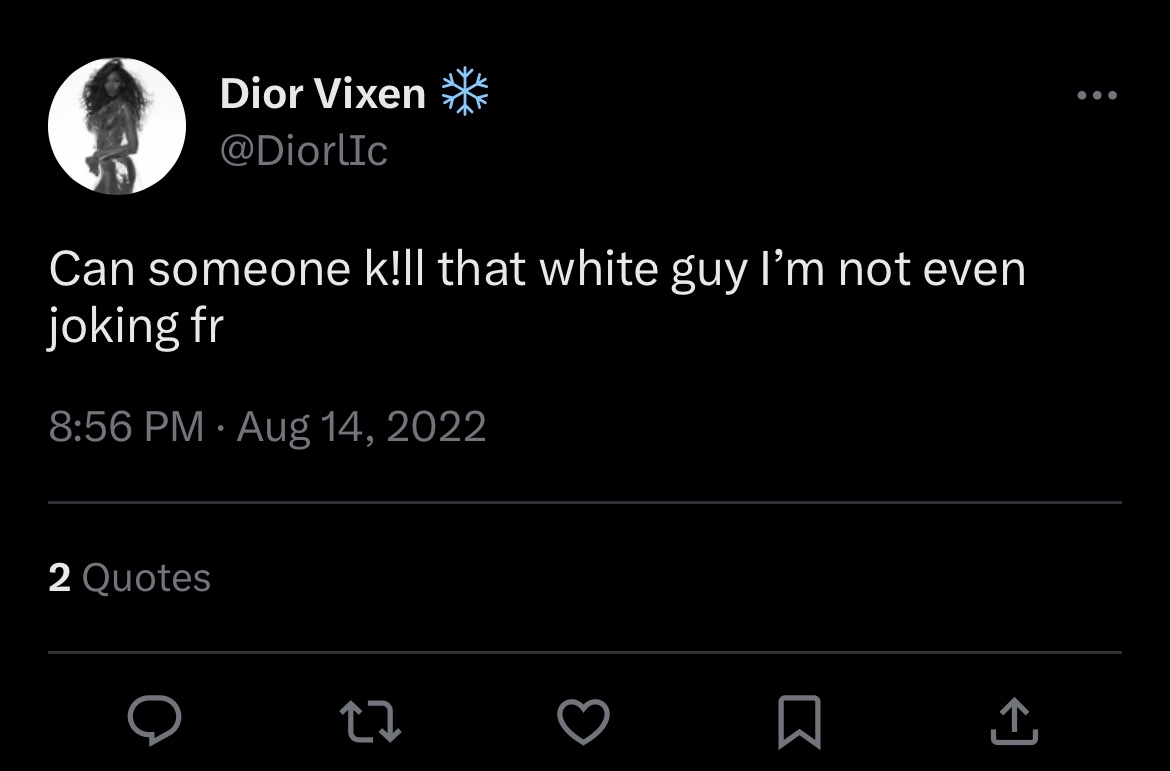 Dior Vixen ❄️
@DiorlIc
Can someone k!ll that white guy I’m not even
joking fr
8:56 PM · Aug 14, 2022
2 Quotes